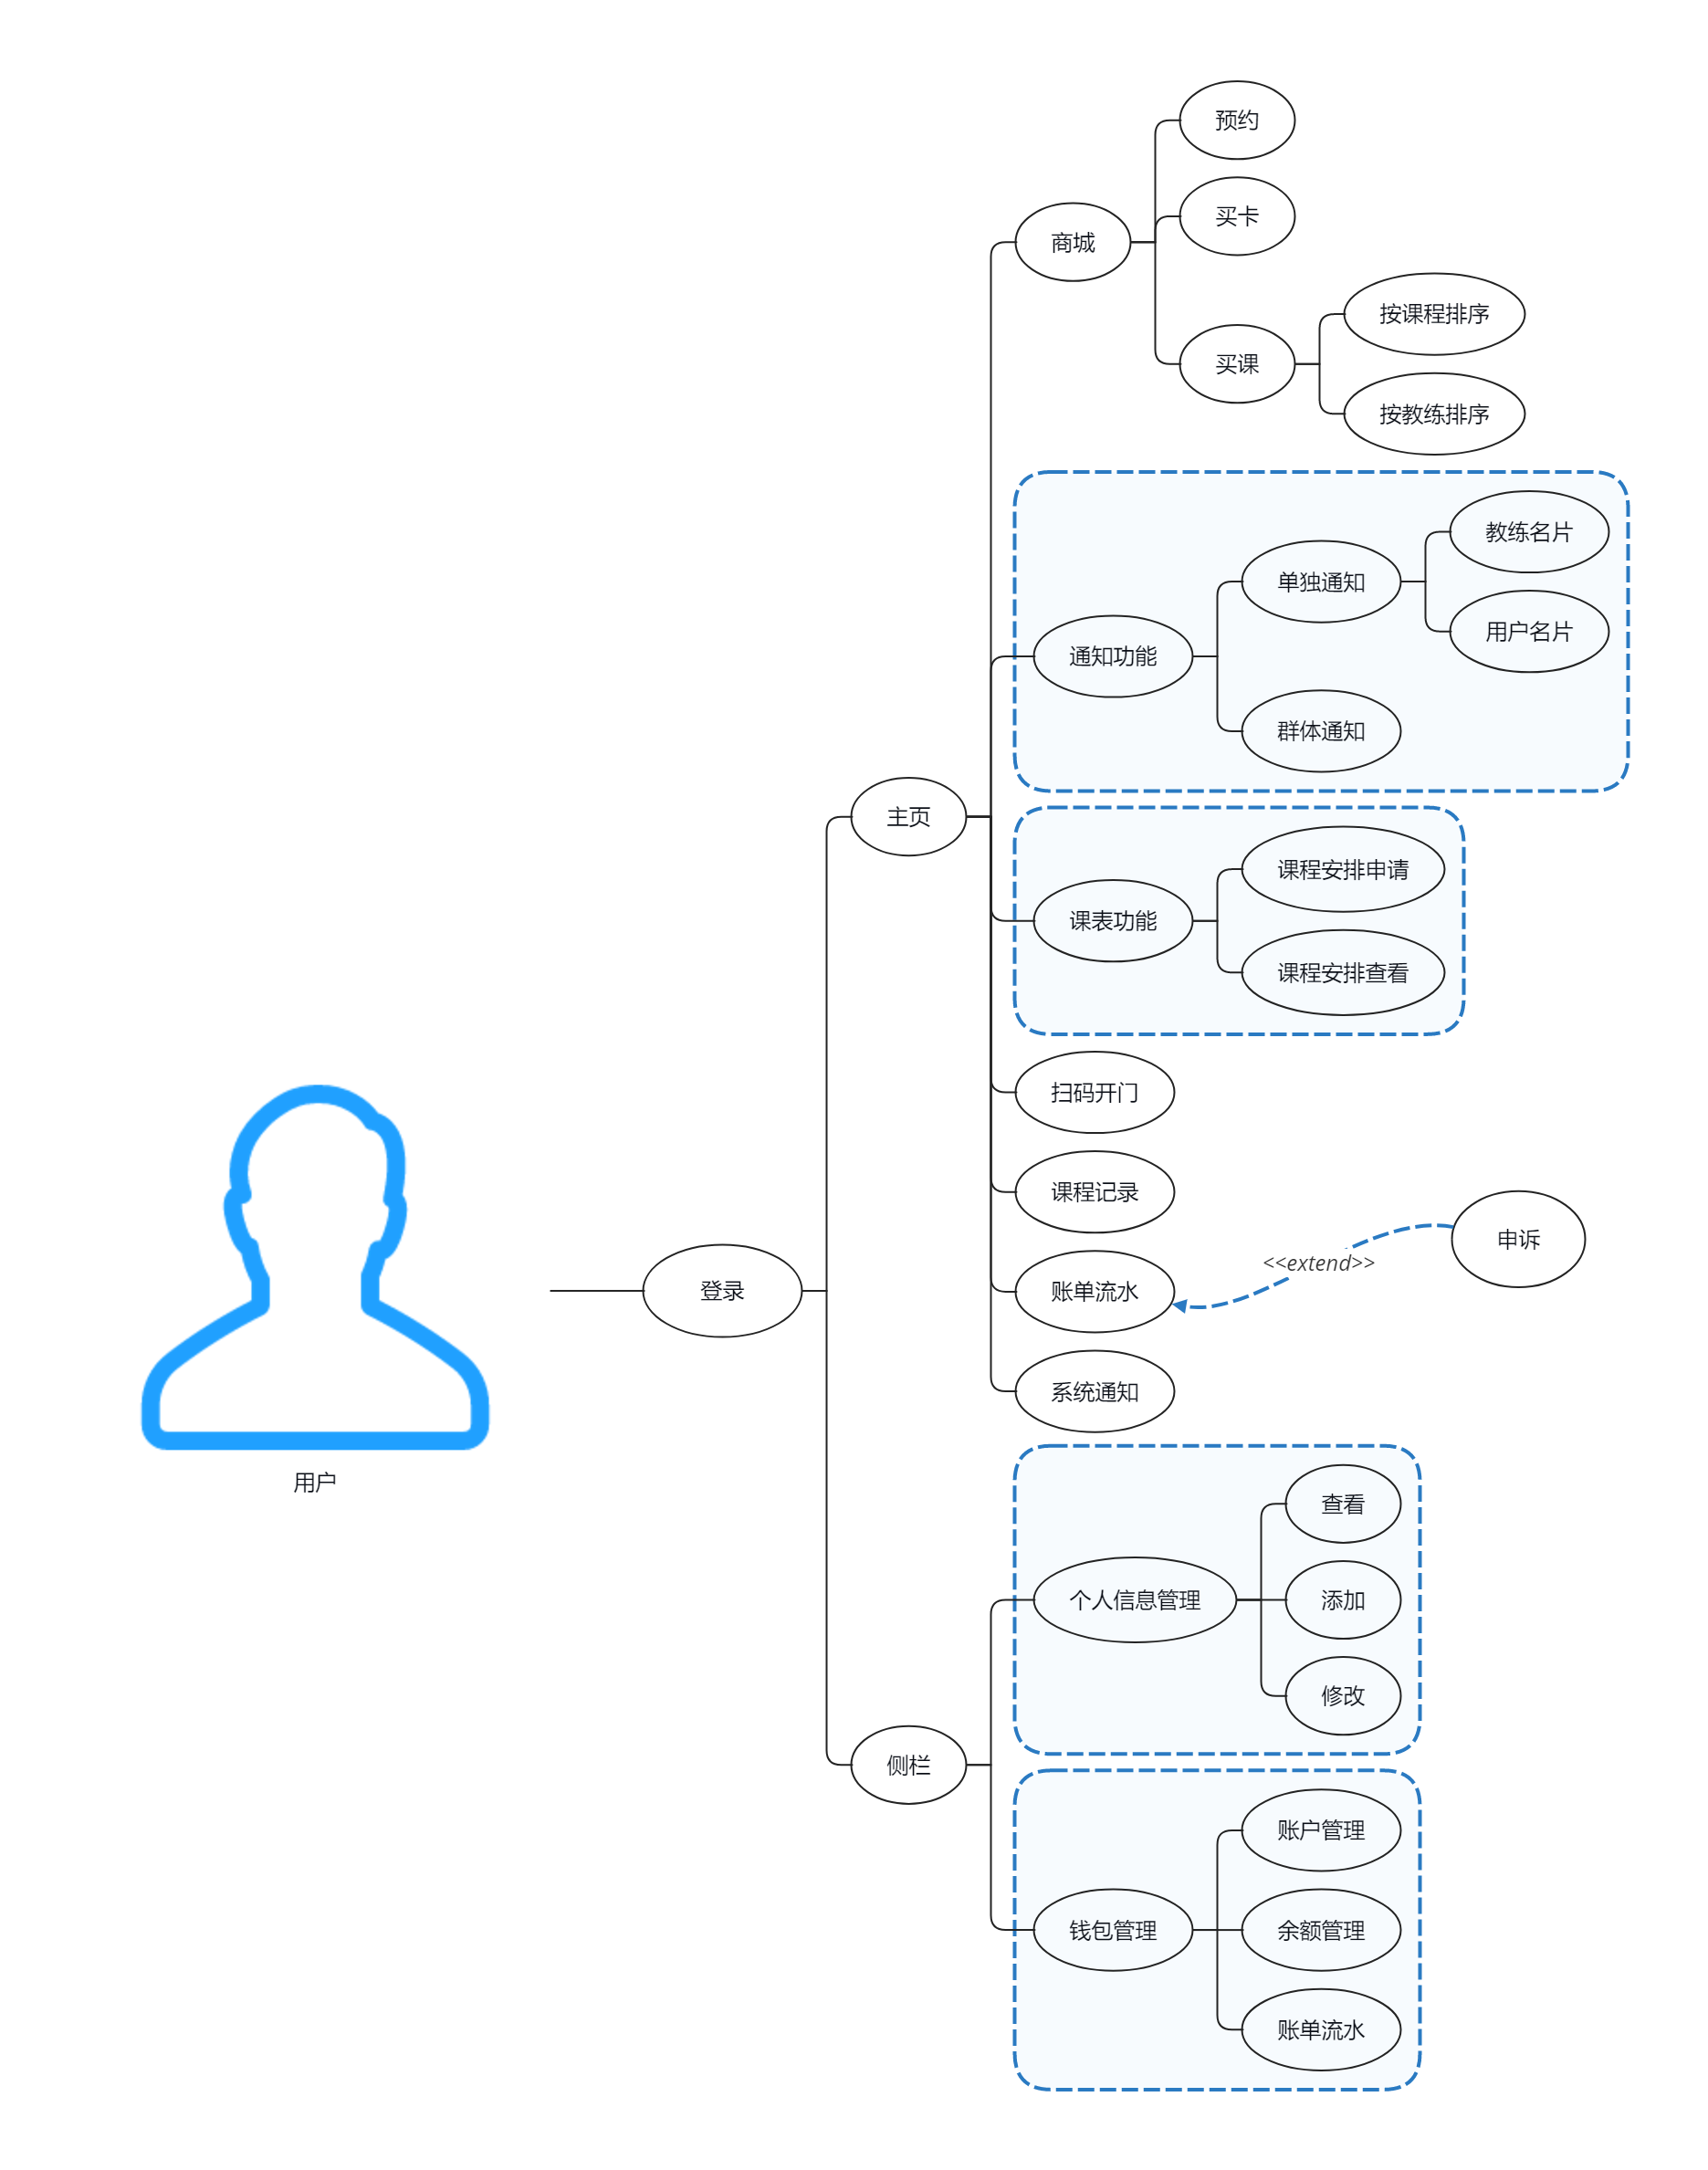 预约
买卡
商城
按课程排序
买课
按教练排序
教练名片
单独通知
用户名片
通知功能
群体通知
主页
课程安排申请
课表功能
课程安排查看
扫码开门
课程记录
申诉
<<extend>>
登录
账单流水
系统通知
用户
查看
个人信息管理
添加
修改
侧栏
账户管理
钱包管理
余额管理
账单流水